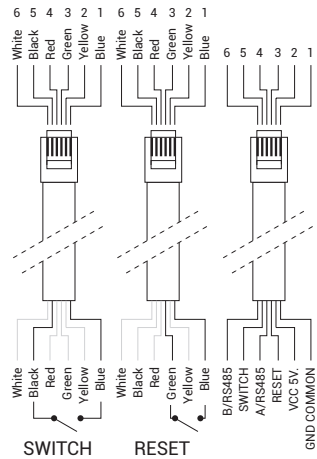 6 5 4 3 2 1
White Black Red Green Yellow Blue
6 5 4 3 2 1
White Black Red Green Yellow Blue
6 5 4 3 2 1
White Black Red Green Yellow Blue
SWITCH
White Black Red Green Yellow Blue
RESET
B/RS485
SWITCH
A/RS485
RESET
VCC 5V.
GND COMMON